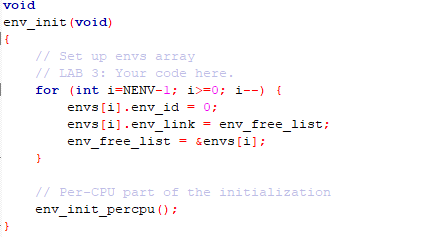 void
env_init(void)
{
    // Set up envs array
    // LAB 3: Your code here.
    for (int i=NENV-1; i>=0; i--) {
        envs[i].env_id = 0;
        envs[i].env_link = env_free_list;
        env_free_list = &envs[i];
    }

    // Per-CPU part of the initialization
    env_init_percpu();
}